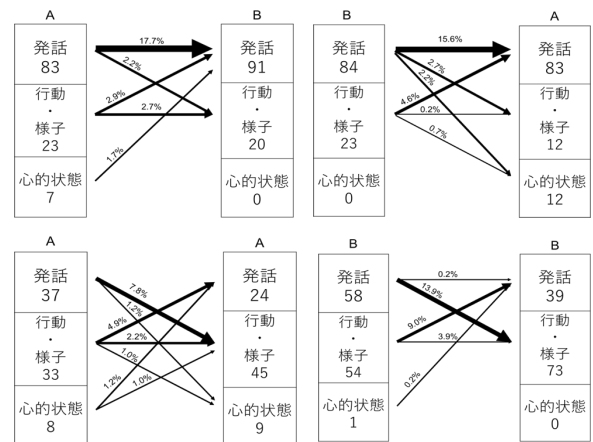 A
発話
83
行動
・
様子
23
心的状態
7
17.7%
2.2%
2.9%
2.7%
1.7%
B
発話
91
行動
・
様子
20
心的状態
0
B
発話
84
行動
・
様子
23
心的状態
0
15.6%
2.7%
2.2%
4.6%
0.2%
0.7%
A
発話
83
行動
・
様子
12
心的状態
12
A
発話
37
行動
・
様子
33
心的状態
8
7.8%
1.2%
4.9%
2.2%
1.0%
1.2%
1.0%
A
発話
24
行動
・
様子
45
心的状態
9
B
発話
58
行動
・
様子
54
心的状態
1
0.2%
13.9%
9.0%
3.9%
0.2%
B
発話
39
行動
・
様子
73
心的状態
0